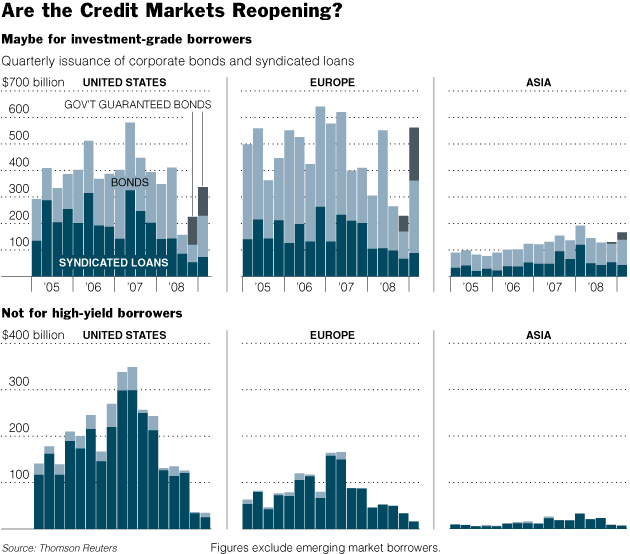 Are the Credit Markets Reopening?
Maybe for investment-grade borrowers
Quarterly issuance of corporate bonds and syndicated loans
$700 billion
UNITED STATES
EUROPE
ASIA
GOV'T GUARANTEED BONDS
600
500
400
300
200
100
BONDS
SYNDICATED LOANS
'05 '06 '07 '08
'05 '06 '07 '08
'05 '06 '07 '08
Not for high-yield borrowers
$400 billion
UNITED STATES
EUROPE
ASIA
300
200
100
Source: Thomson Reuters
Figures exclude emerging market borrowers.